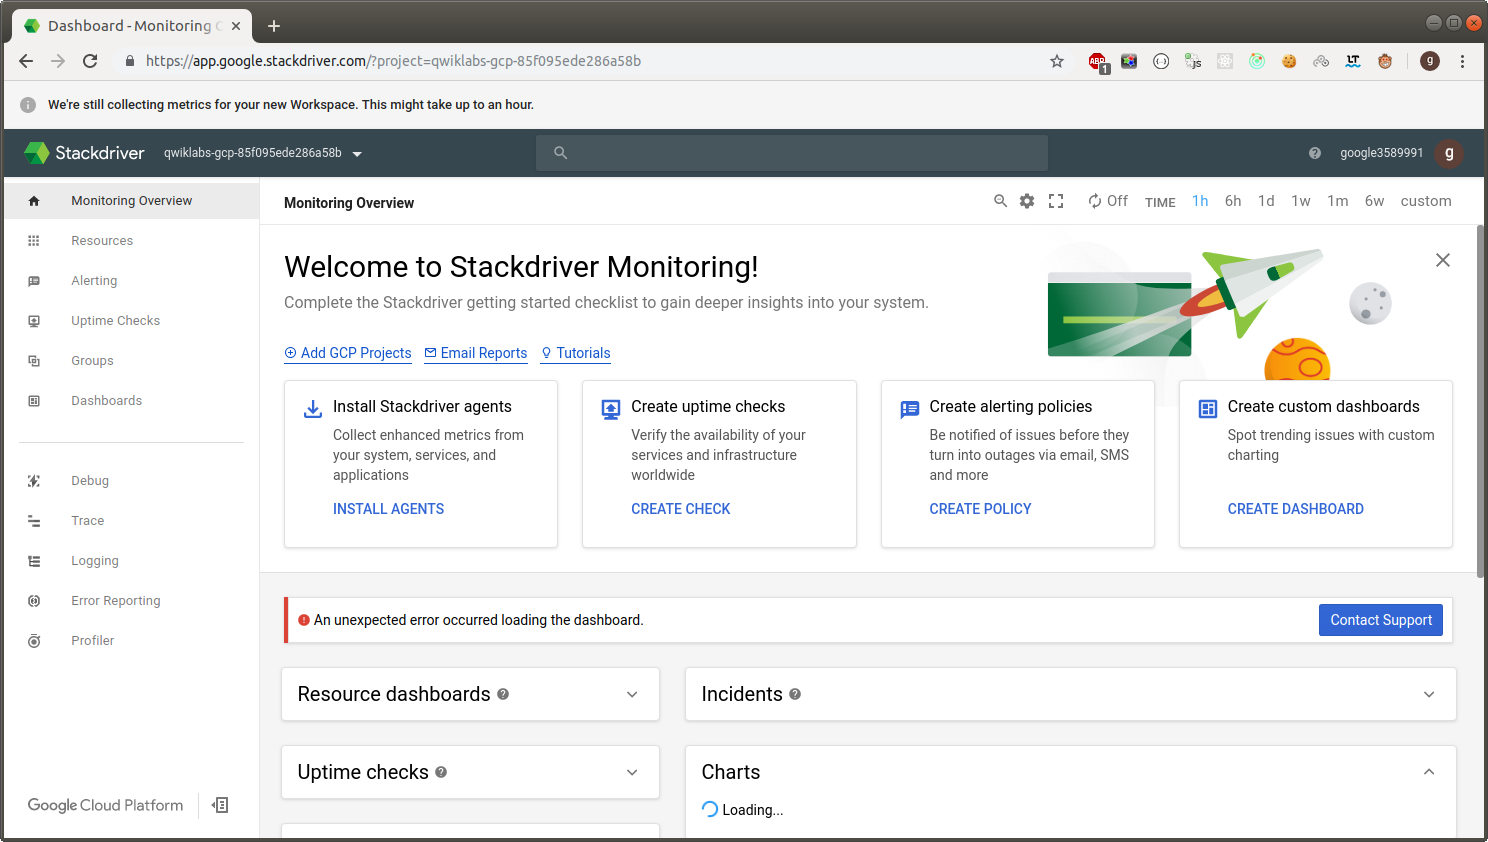 Dashboard - Monitoring
https://app.google.stackdriver.com/?project=qwiklabs-gcp-85f095ede286a58b
ABP
1
JS
LT
g
We're still collecting metrics for your new Workspace. This might take up to an hour.
Stackdriver
qwiklabs-gcp-85f095ede286a58b
google3589991
g
Monitoring Overview
Resources
Alerting
Uptime Checks
Groups
Dashboards
Debug
Trace
Logging
Error Reporting
Profiler
Google Cloud Platform
Monitoring Overview
Off
TIME
1h
6h
1d
1w
1m
6w
custom
Welcome to Stackdriver Monitoring!
Complete the Stackdriver getting started checklist to gain deeper insights into your system.
Add GCP Projects
Email Reports
Tutorials
Install Stackdriver agents
Collect enhanced metrics from
your system, services, and
applications
INSTALL AGENTS
Create uptime checks
Verify the availability of your
services and infrastructure
worldwide
CREATE CHECK
Create alerting policies
Be notified of issues before they
turn into outages via email, SMS
and more
CREATE POLICY
Create custom dashboards
Spot trending issues with custom
charting
CREATE DASHBOARD
An unexpected error occurred loading the dashboard.
Contact Support
Resource dashboards
Incidents
Uptime checks
Charts
Loading...